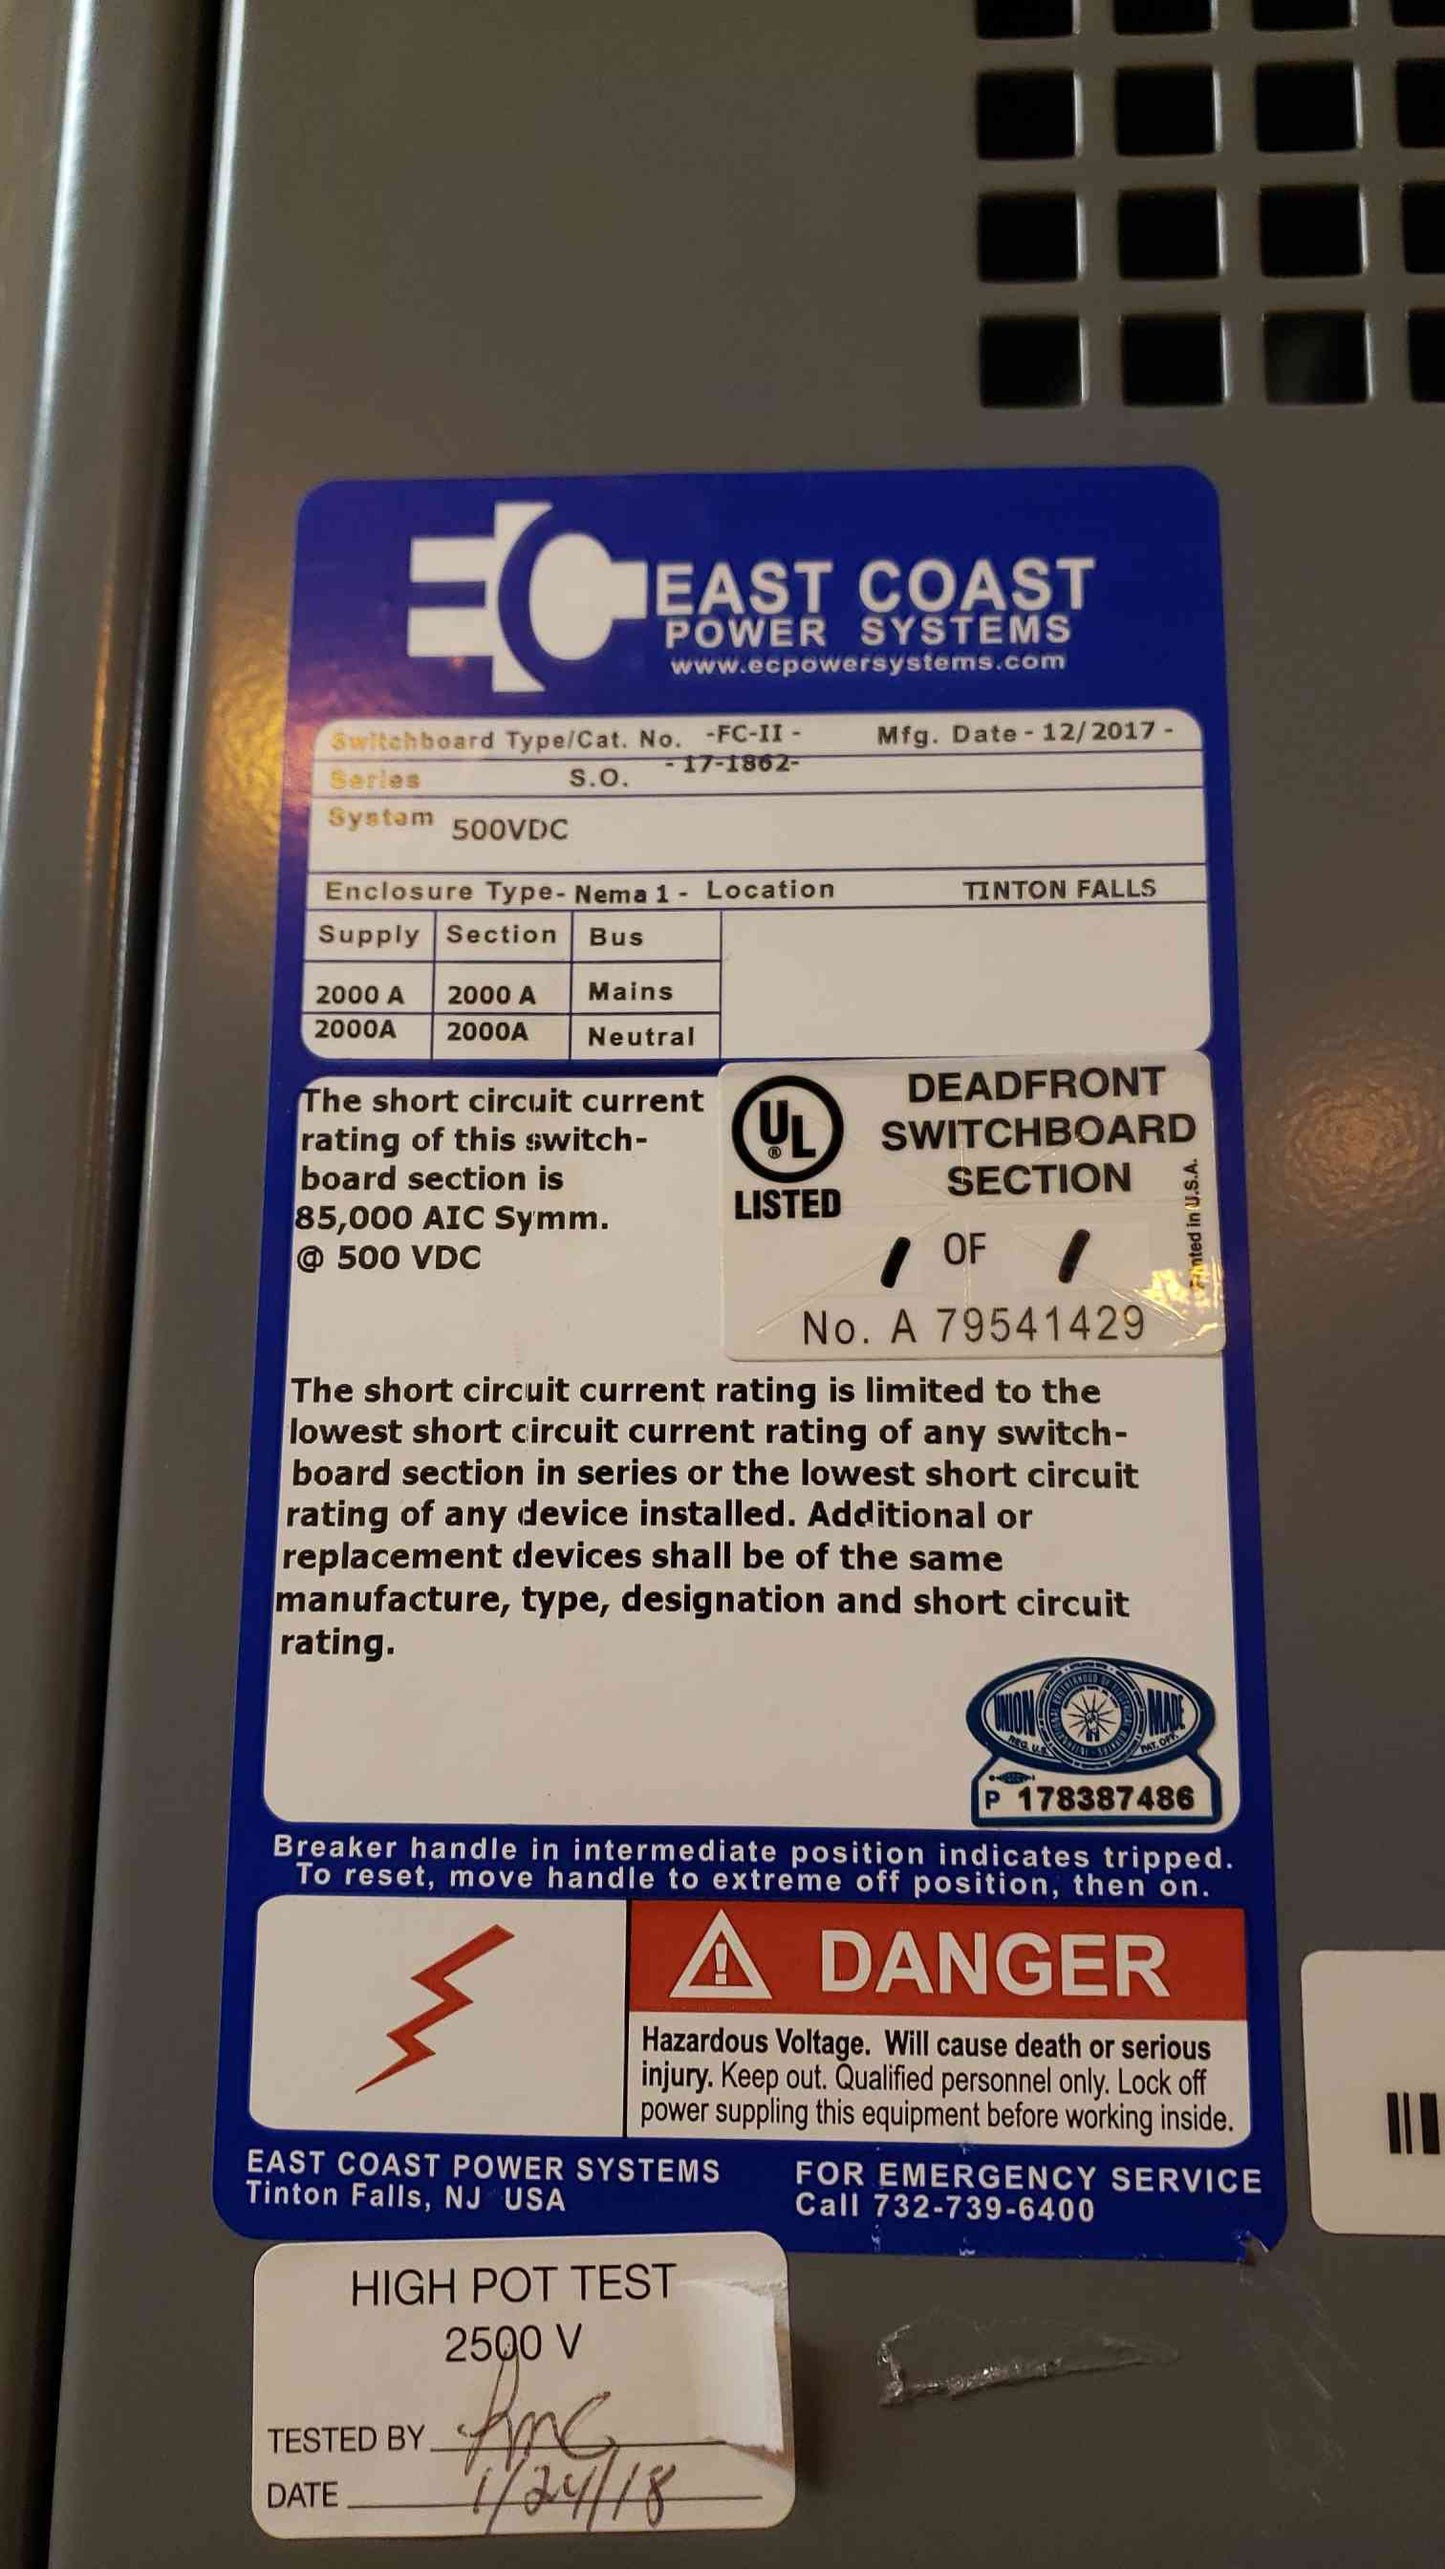 EC EAST COAST
POWER SYSTEMS
www.ecpowersystems.com
Switchboard Type/Cat. No. -FC-II - Mfg. Date - 12/2017 -
Series S.O. - 17-1862-
System 500VDC
Enclosure Type- Nema 1 - Location TINTON FALLS
Supply Section Bus
2000 A 2000 A Mains
2000A 2000A Neutral
The short circuit current
rating of this switch-
board section is
85,000 AIC Symm.
@ 500 VDC
UL
®
LISTED
DEADFRONT
SWITCHBOARD
SECTION
1 OF 1
No. A 79541429
Printed in U.S.A.
The short circuit current rating is limited to the
lowest short circuit current rating of any switch-
board section in series or the lowest short circuit
rating of any device installed. Additional or
replacement devices shall be of the same
manufacture, type, designation and short circuit
rating.
UNION MADE
REG. U.S. PAT. OFF.
P 178387486
Breaker handle in intermediate position indicates tripped.
To reset, move handle to extreme off position, then on.
DANGER
Hazardous Voltage. Will cause death or serious
injury. Keep out. Qualified personnel only. Lock off
power suppling this equipment before working inside.
EAST COAST POWER SYSTEMS
Tinton Falls, NJ USA
FOR EMERGENCY SERVICE
Call 732-739-6400
HIGH POT TEST
2500 V
TESTED BY
DATE 1/24/18